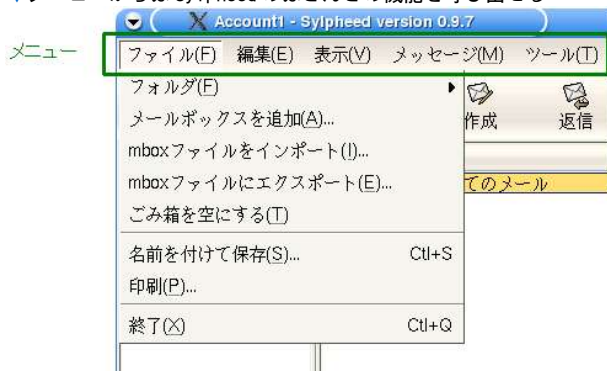 Account1 - Sylpheed version 0.9.7
メニュー
ファイル(F) 編集(E) 表示(V) メッセージ(M) ツール(T)
フォルダ(F)
メールボックスを追加(A)...
mboxファイルをインポート(I)...
mboxファイルにエクスポート(E)...
ごみ箱を空にする(T)
名前を付けて保存(S)... Ctl+S
印刷(P)...
終了(X) Ctl+Q
作成 返信
てのメール